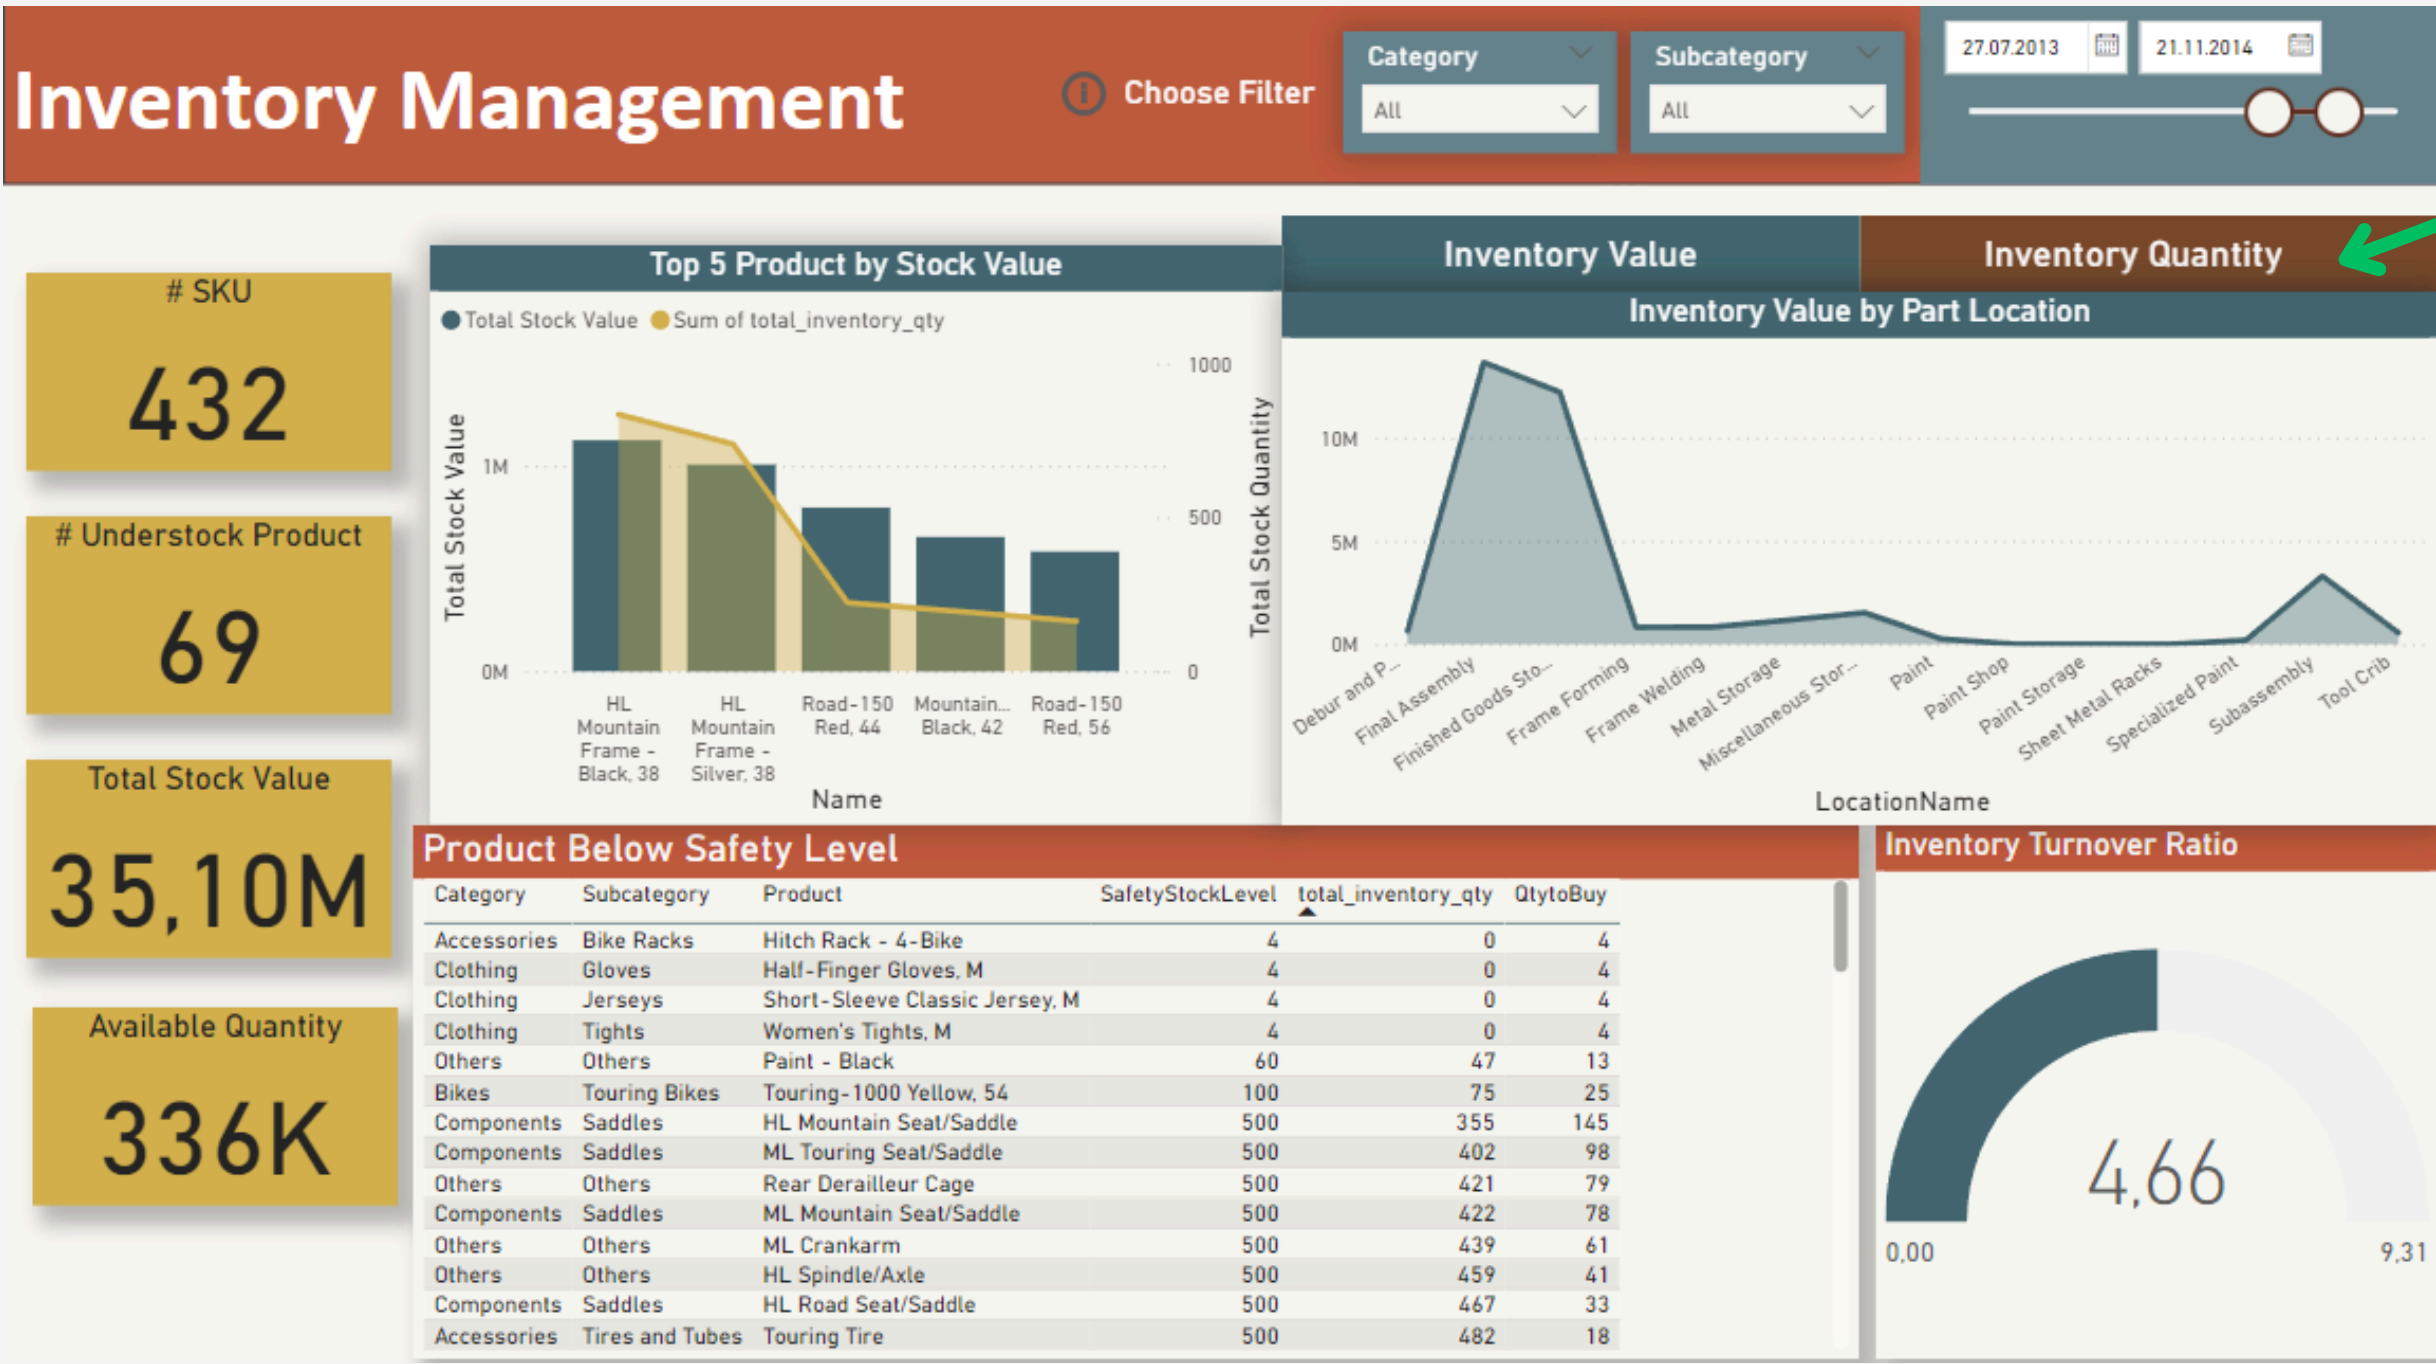 Inventory Management
Choose Filter
Category
All
Subcategory
All
27.07.2013
21.11.2014
# SKU
432
# Understock Product
69
Total Stock Value
35,10M
Available Quantity
336K
Top 5 Product by Stock Value
Total Stock Value Sum of total_inventory_qty
Total Stock Value
1M
0M
1000
500
0
Total Stock Quantity
HL Mountain Frame - Black, 38
HL Mountain Frame - Silver, 38
Road-150 Red, 44
Mountain... Black, 42
Road-150 Red, 56
Name
Inventory Value
Inventory Quantity
Inventory Value by Part Location
10M
5M
0M
Debur and P...
Final Assembly
Finished Goods Sto...
Frame Forming
Frame Welding
Metal Storage
Miscellaneous Stor...
Paint
Paint Shop
Paint Storage
Sheet Metal Racks
Specialized Paint
Subassembly
Tool Crib
LocationName
Product Below Safety Level
Category Subcategory Product SafetyStockLevel total_inventory_qty QtytoBuy
Accessories Bike Racks Hitch Rack - 4-Bike 4 0 4
Clothing Gloves Half-Finger Gloves, M 4 0 4
Clothing Jerseys Short-Sleeve Classic Jersey, M 4 0 4
Clothing Tights Women's Tights, M 4 0 4
Others Others Paint - Black 60 47 13
Bikes Touring Bikes Touring-1000 Yellow, 54 100 75 25
Components Saddles HL Mountain Seat/Saddle 500 355 145
Components Saddles ML Touring Seat/Saddle 500 402 98
Others Others Rear Derailleur Cage 500 421 79
Components Saddles ML Mountain Seat/Saddle 500 422 78
Others Others ML Crankarm 500 439 61
Others Others HL Spindle/Axle 500 459 41
Components Saddles HL Road Seat/Saddle 500 467 33
Accessories Tires and Tubes Touring Tire 500 482 18
Inventory Turnover Ratio
4,66
0,00
9,31